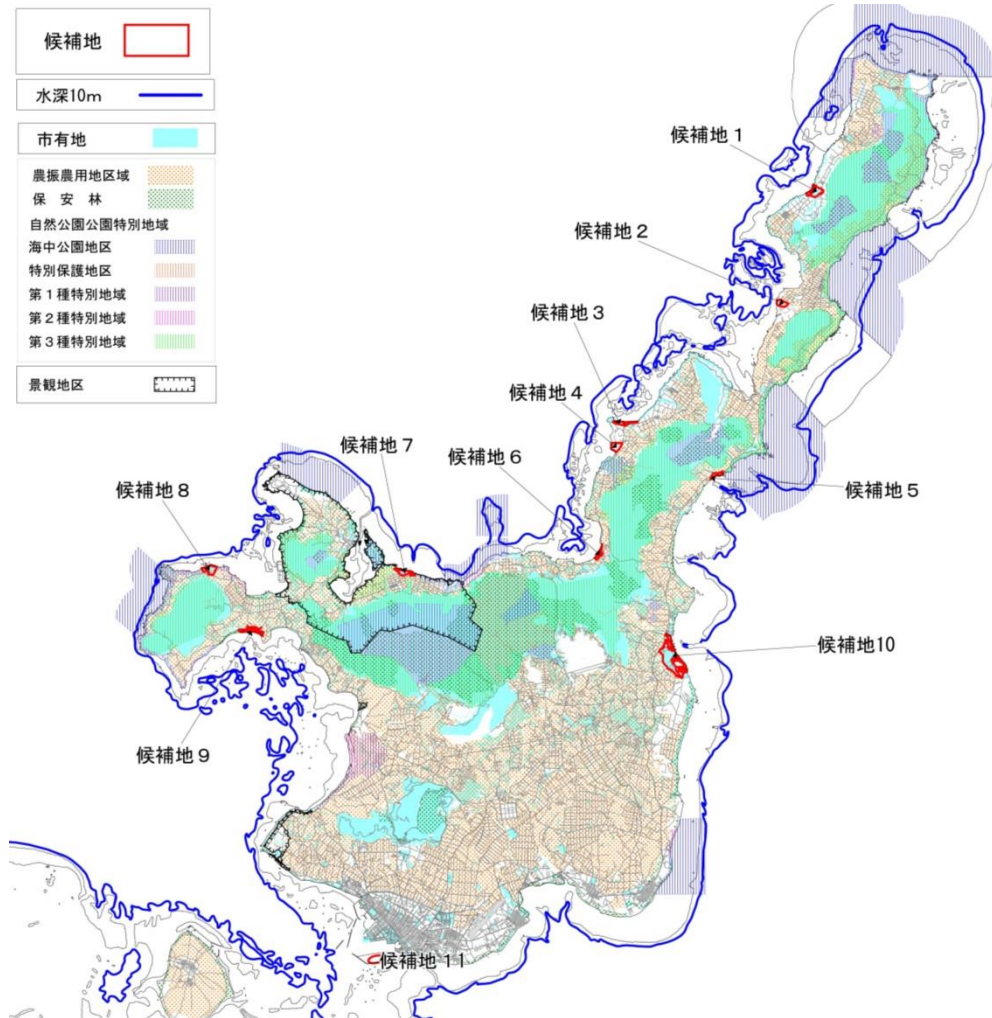 候補地
水深10m
市有地
農振農用地区域
保 安 林
自然公園公園特別地域
海中公園地区
特別保護地区
第1種特別地域
第2種特別地域
第3種特別地域
景観地区
候補地1
候補地2
候補地3
候補地4
候補地5
候補地6
候補地7
候補地8
候補地9
候補地10
候補地11